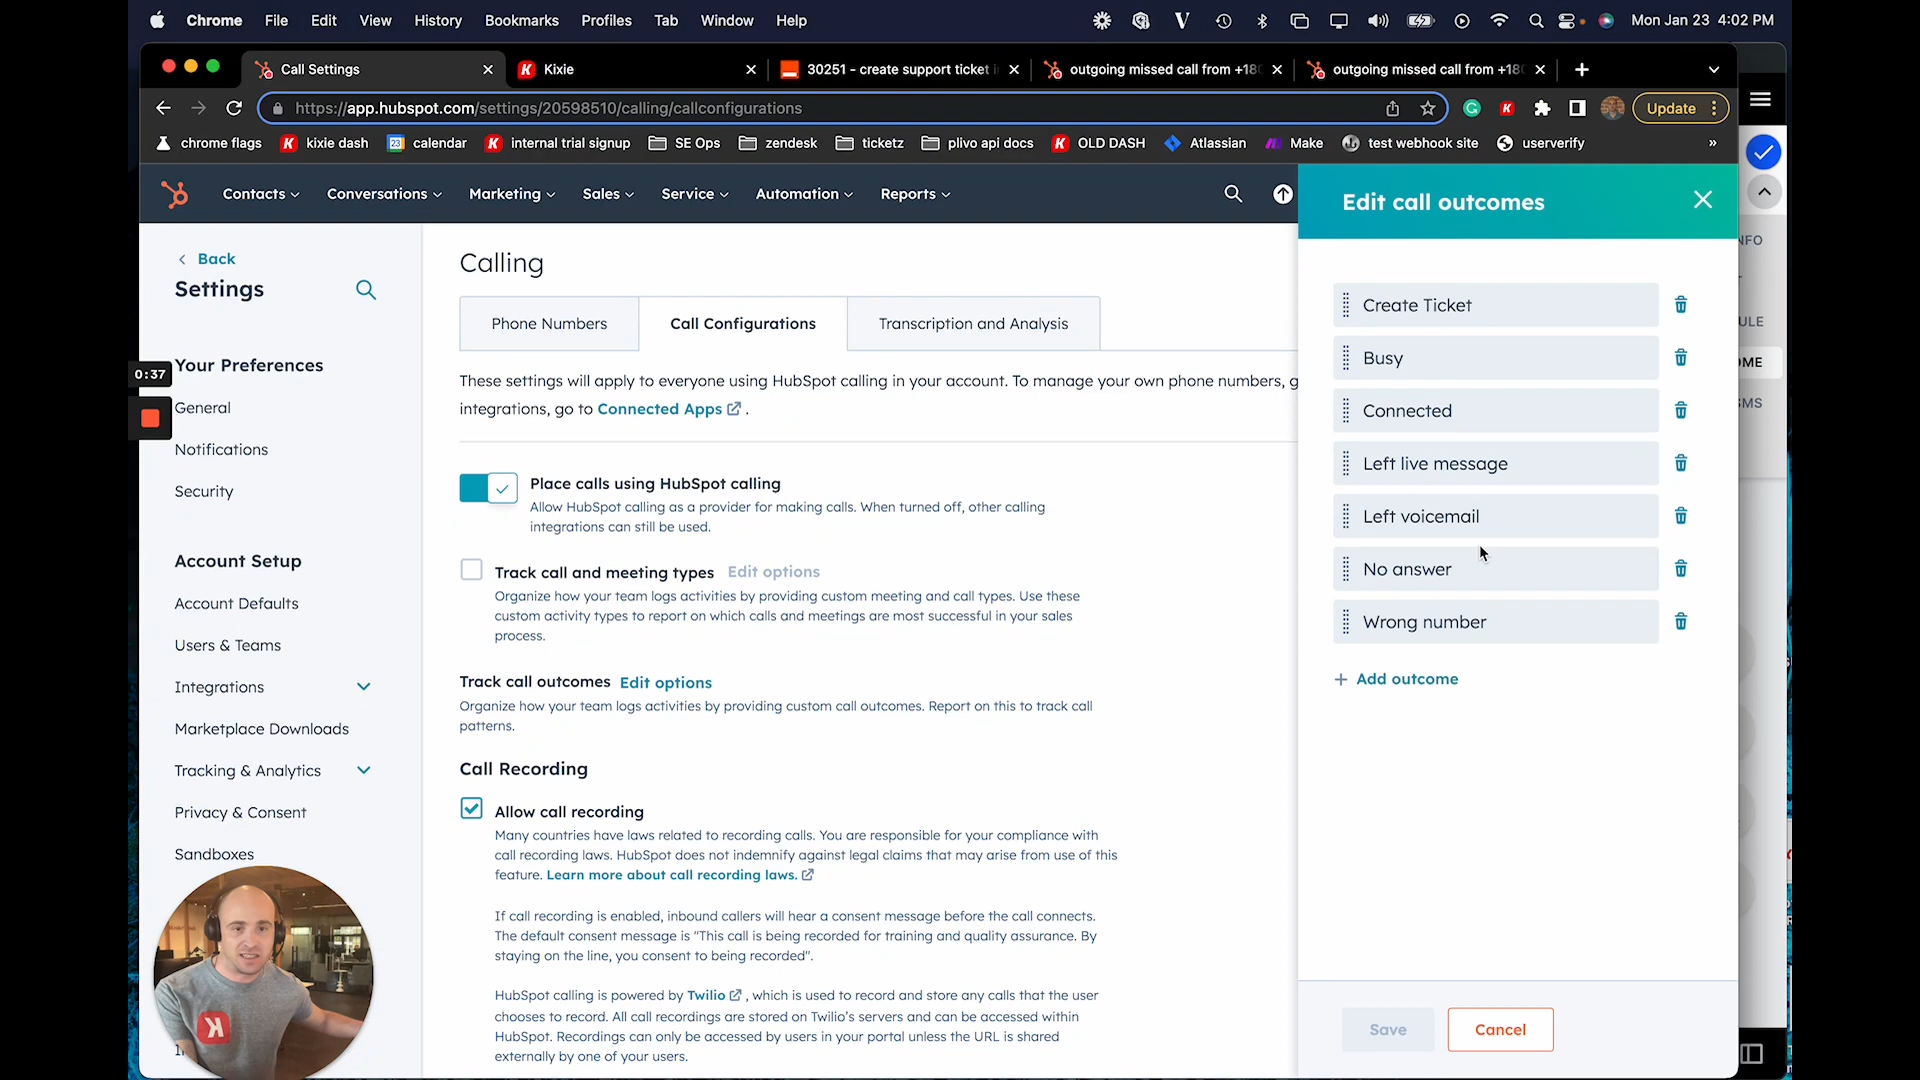 Chrome File Edit View History Bookmarks Profiles Tab Window Help
Mon Jan 23 4:02 PM
Call Settings
Kixie
30251 - create support ticket i
outgoing missed call from +18
outgoing missed call from +18
https://app.hubspot.com/settings/20598510/calling/callconfigurations
Update
chrome flags
kixie dash
calendar
internal trial signup
SE Ops
zendesk
ticketz
plivo api docs
OLD DASH
Atlassian
Make
test webhook site
userverify
»
Contacts Conversations Marketing Sales Service Automation Reports
Back
Settings
0:37
Your Preferences
General
Notifications
Security
Account Setup
Account Defaults
Users & Teams
Integrations
Marketplace Downloads
Tracking & Analytics
Privacy & Consent
Sandboxes
Calling
Phone Numbers
Call Configurations
Transcription and Analysis
These settings will apply to everyone using HubSpot calling in your account. To manage your own phone numbers, g
integrations, go to Connected Apps .
Place calls using HubSpot calling
Allow HubSpot calling as a provider for making calls. When turned off, other calling
integrations can still be used.
Track call and meeting types Edit options
Organize how your team logs activities by providing custom meeting and call types. Use these
custom activity types to report on which calls and meetings are most successful in your sales
process.
Track call outcomes Edit options
Organize how your team logs activities by providing custom call outcomes. Report on this to track call
patterns.
Call Recording
Allow call recording
Many countries have laws related to recording calls. You are responsible for your compliance with
call recording laws. HubSpot does not indemnify against legal claims that may arise from use of this
feature. Learn more about call recording laws.
If call recording is enabled, inbound callers will hear a consent message before the call connects.
The default consent message is "This call is being recorded for training and quality assurance. By
staying on the line, you consent to being recorded".
HubSpot calling is powered by Twilio , which is used to record and store any calls that the user
chooses to record. All call recordings are stored on Twilio's servers and can be accessed within
HubSpot. Recordings can only be accessed by users in your portal unless the URL is shared
externally by one of your users.
Edit call outcomes
Create Ticket
Busy
Connected
Left live message
Left voicemail
No answer
Wrong number
+ Add outcome
Save
Cancel
NFO
ULE
OME
SMS